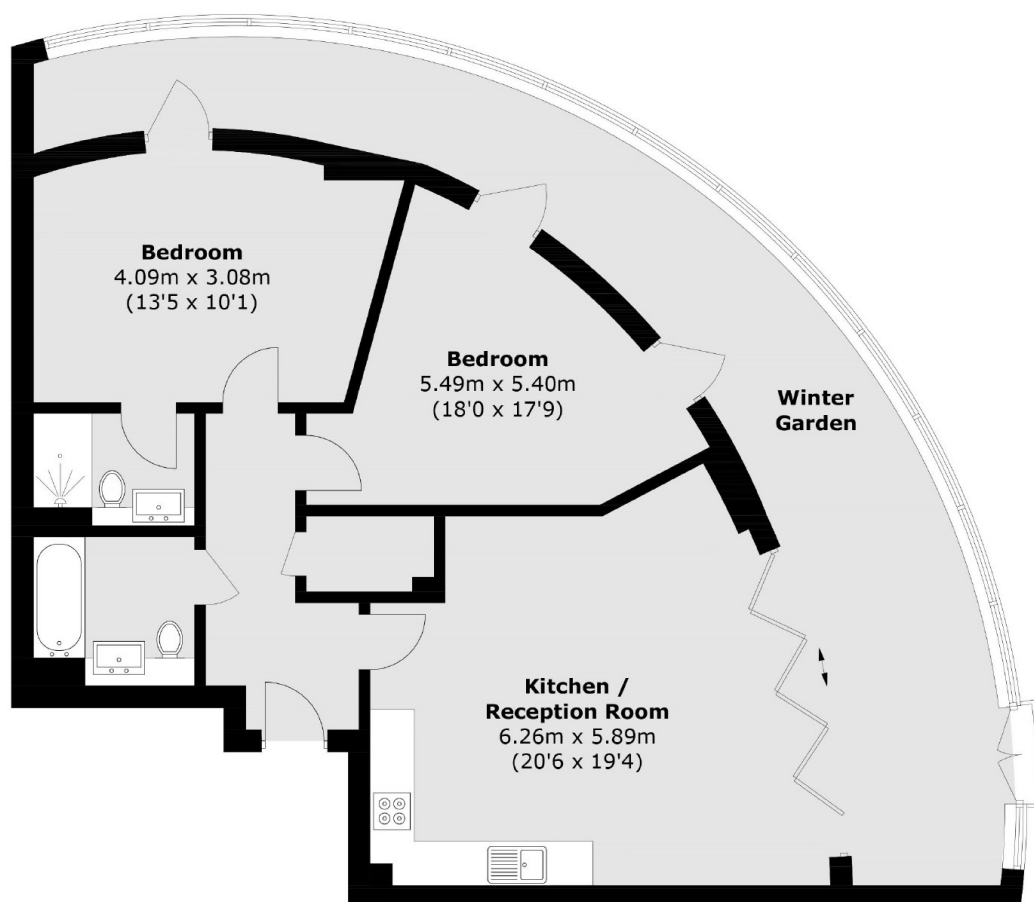 Bedroom
4.09m x 3.08m
(13'5 x 10'1)
Bedroom
5.49m x 5.40m
(18'0 x 17'9)
Winter
Garden
Kitchen /
Reception Room
6.26m x 5.89m
(20'6 x 19'4)